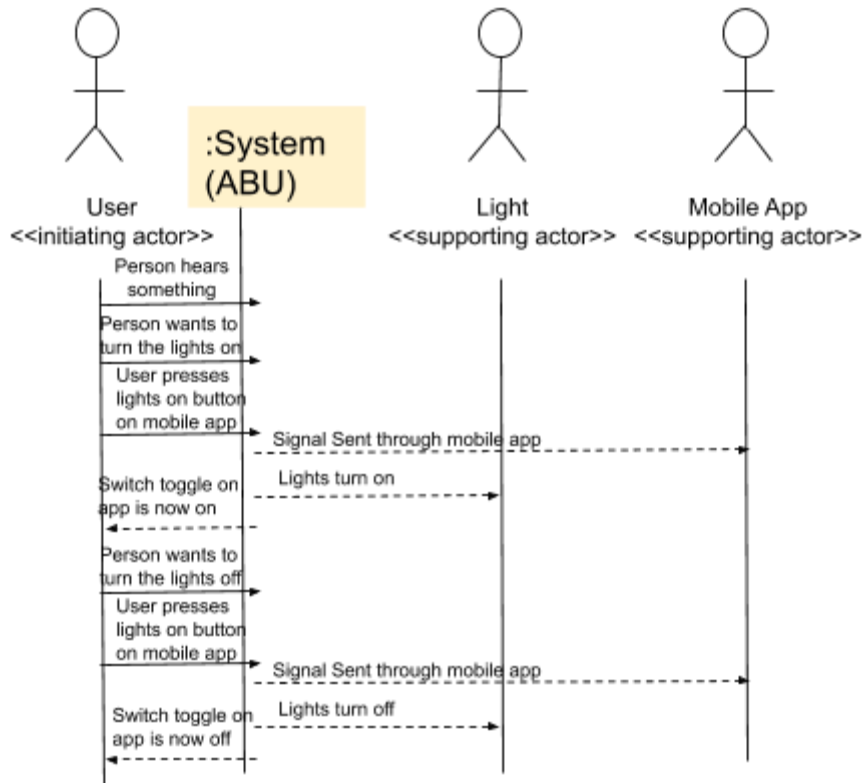 :System
(ABU)
User
<<initiating actor>>
Light
<<supporting actor>>
Mobile App
<<supporting actor>>
Person hears
something
Person wants to
turn the lights on
User presses
lights on button
on mobile app
Signal Sent through mobile app
Lights turn on
Switch toggle on
app is now on
Person wants to
turn the lights off
User presses
lights on button
on mobile app
Signal Sent through mobile app
Lights turn off
Switch toggle on
app is now off